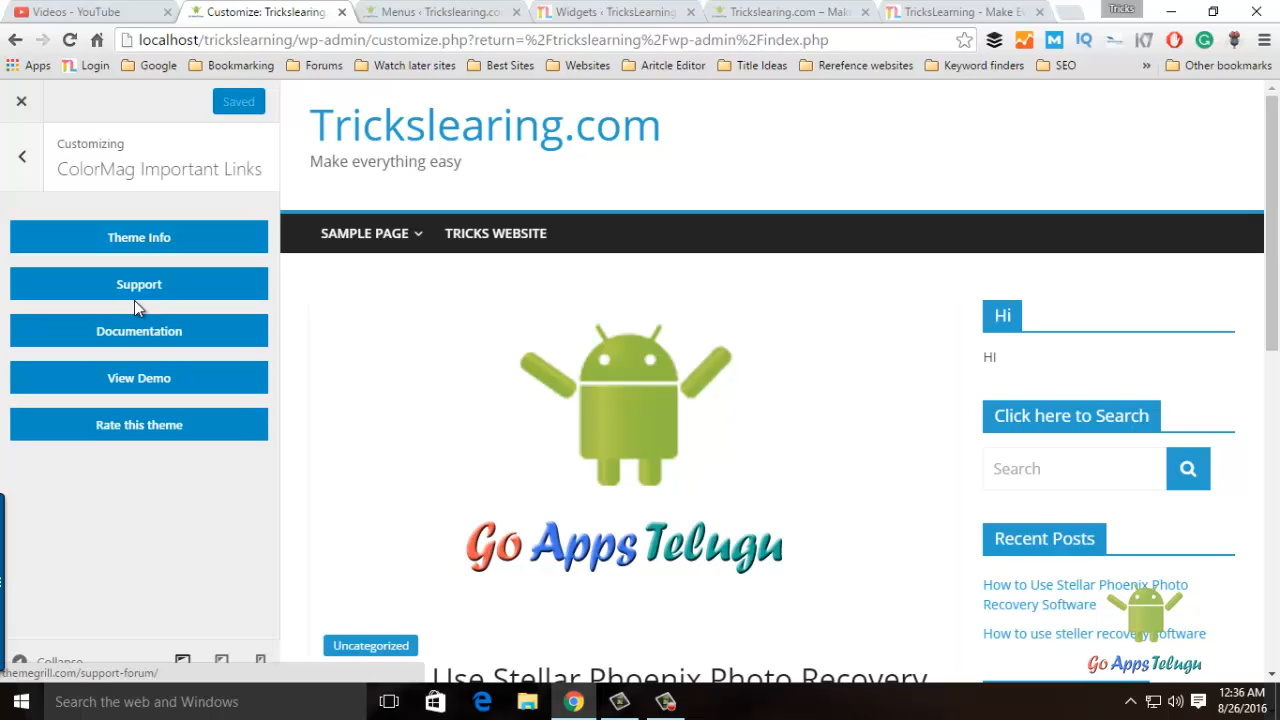 Videos - YouTube
Customize: Trickslearing
Menus ‹ Trickslearing.co
Widgets ‹ TricksLearning
Trickslearing.com – Make
TricksLearning - Make E
Tricks
localhost/trickslearing/wp-admin/customize.php?return=%2Ftrickslearning%2Fwp-admin%2Findex.php
Apps
Login
Google
Bookmarking
Forums
Watch later sites
Best Sites
Websites
Aritcle Editor
Title Ideas
Rerefence websites
Keyword finders
SEO
»
Other bookmarks
Saved
Customizing
ColorMag Important Links
Theme Info
Support
Documentation
View Demo
Rate this theme
Collapse
themegrill.com/support-forum/
Trickslearing.com
Make everything easy
SAMPLE PAGE
TRICKS WEBSITE
Go Apps Telugu
Uncategorized
Use Stellar Phoenix Photo Recovery
Hi
HI
Click here to Search
Search
Recent Posts
How to Use Stellar Phoenix Photo
Recovery Software
How to use steller recovery software
Go Apps Telugu
Search the web and Windows
12:36 AM
8/26/2016